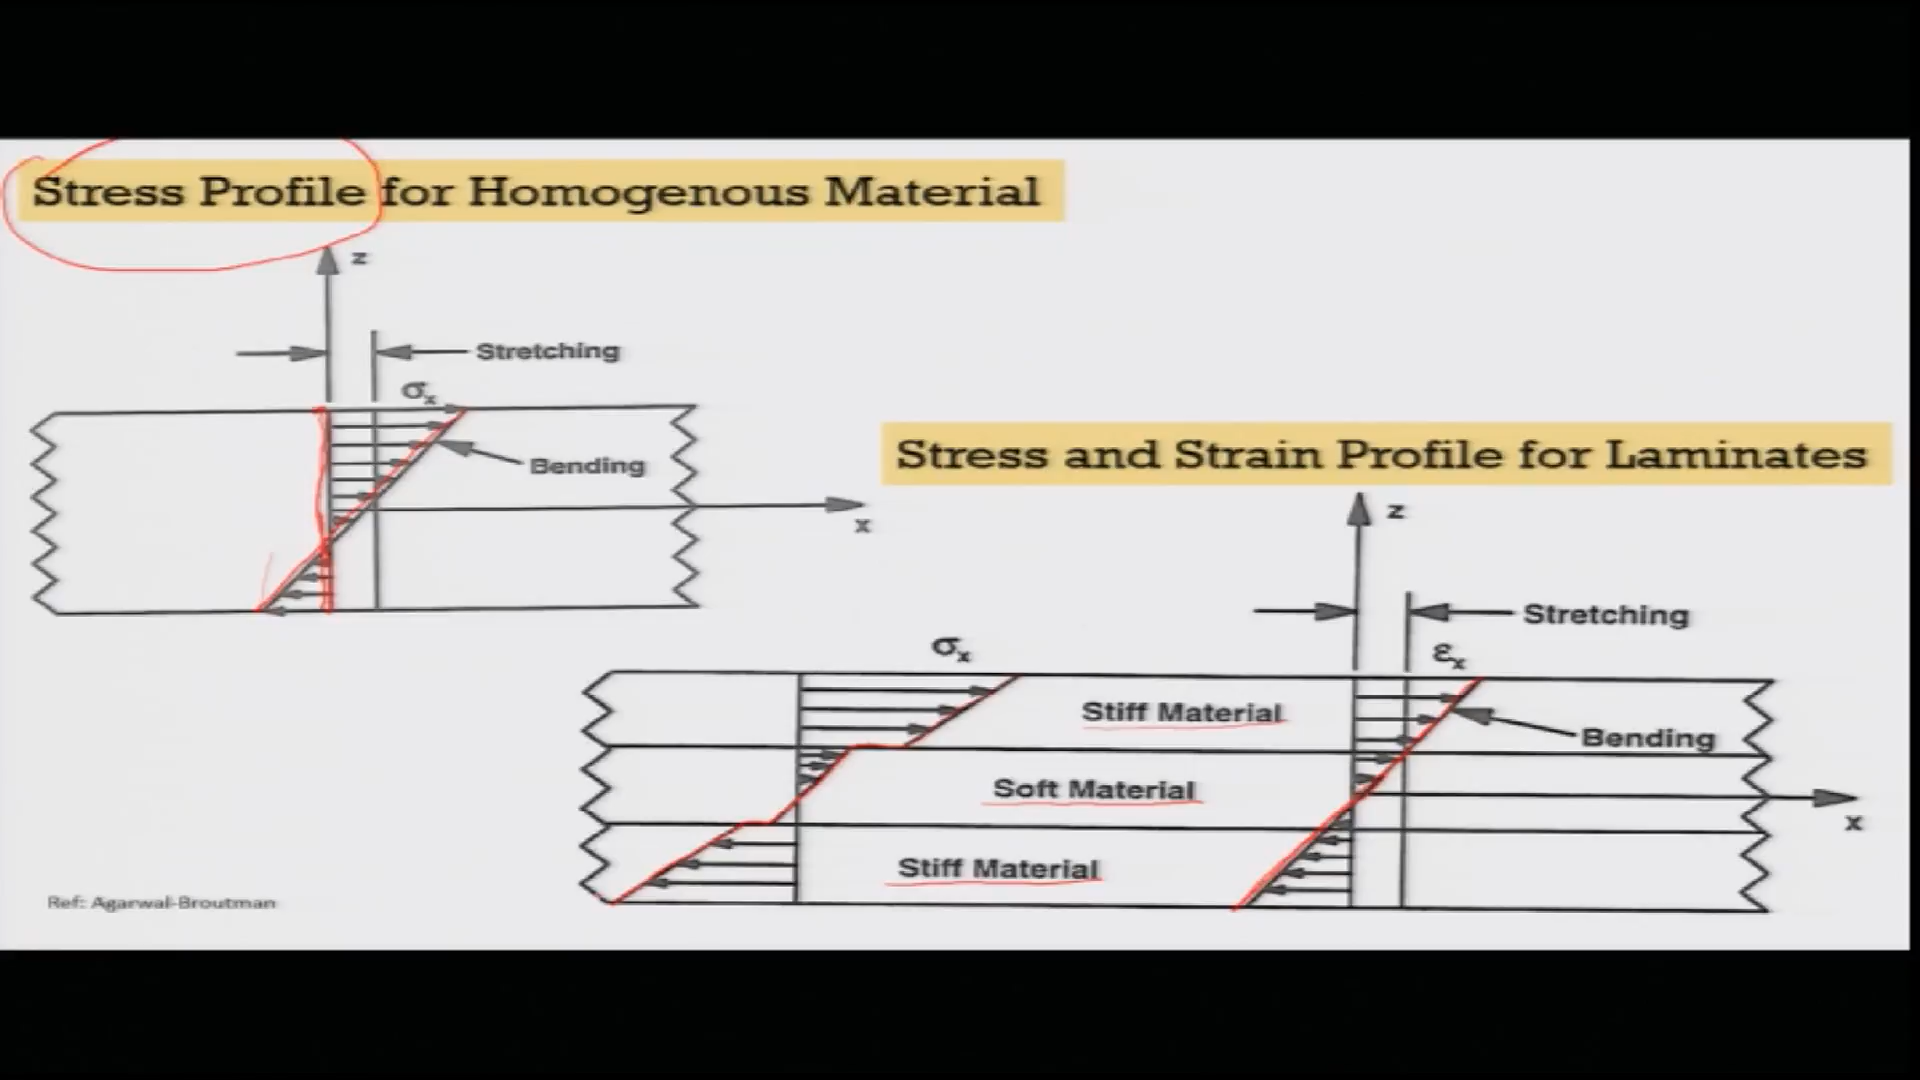 Stress Profile for Homogenous Material
z
Stretching
σx
Bending
x
Stress and Strain Profile for Laminates
z
Stretching
σx
εx
Stiff Material
Bending
Soft Material
x
Stiff Material
Ref: Agarwal-Broutman